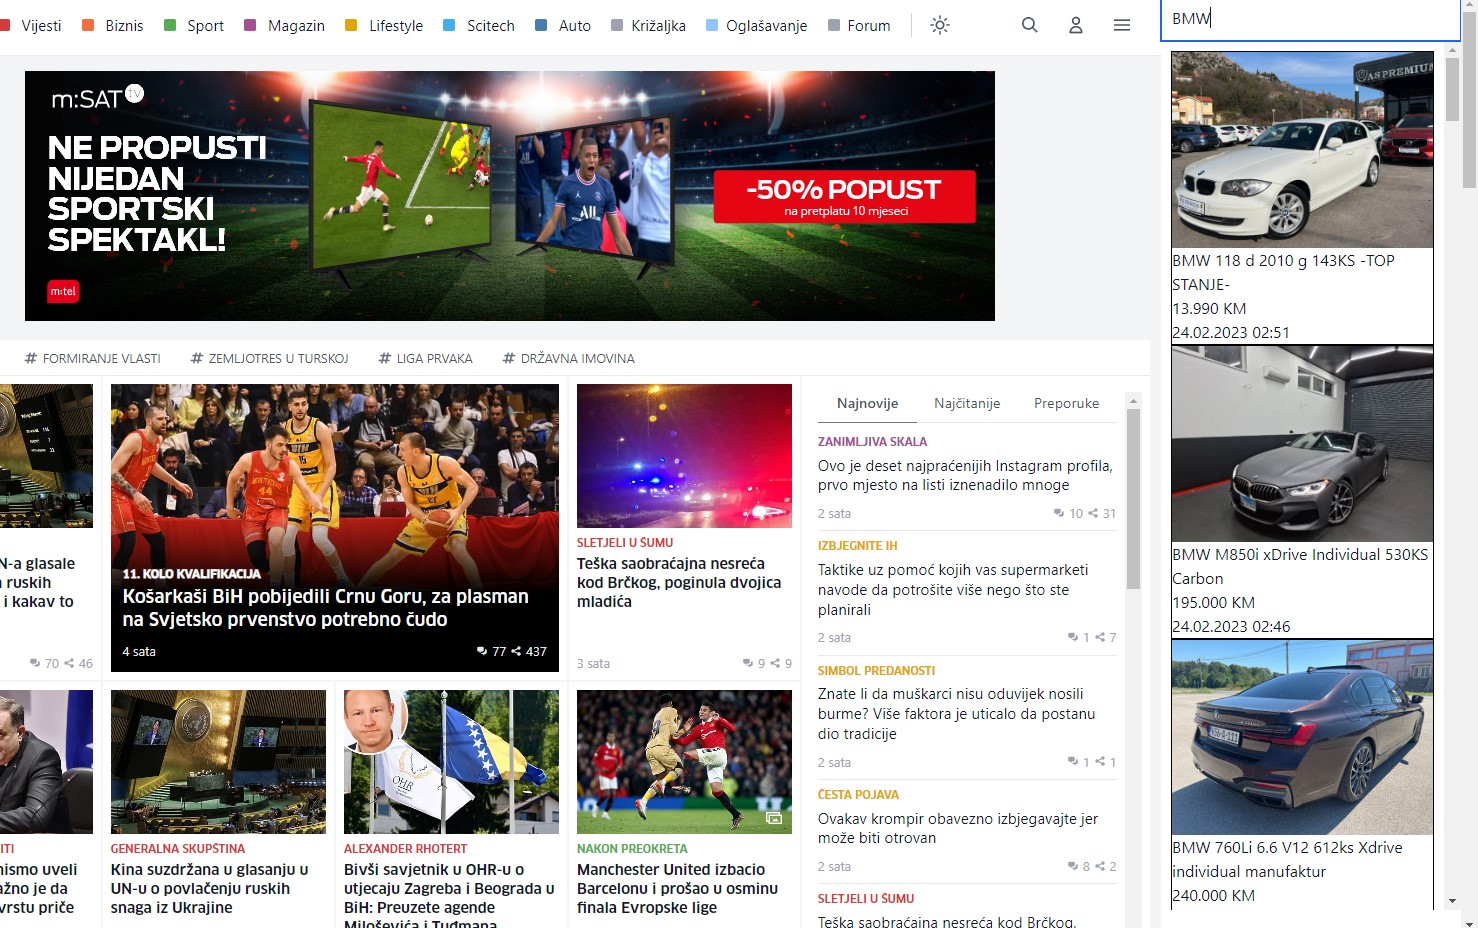 Vijesti Biznis Sport Magazin Lifestyle Scitech Auto Križaljka Oglašavanje Forum
BMW
m:SAT tv
NE PROPUSTI
NIJEDAN
SPORTSKI
SPEKTAKL!
-50% POPUST
na pretplatu 10 mjeseci
m:tel
# FORMIRANJE VLASTI # ZEMLJOTRES U TURSKOJ # LIGA PRVAKA # DRŽAVNA IMOVINA
N-a glasale
ruskih
i kakav to
70 46
11. KOLO KVALIFIKACIJA
Košarkaši BiH pobijedili Crnu Goru, za plasman
na Svjetsko prvenstvo potrebno čudo
4 sata 77 437
SLETJELI U ŠUMU
Teška saobraćajna nesreća
kod Brčkog, poginula dvojica
mladića
3 sata 9 9
ITI
nismo uveli
ažno je da
vrstu priče
GENERALNA SKUPŠTINA
Kina suzdržana u glasanju u
UN-u o povlačenju ruskih
snaga iz Ukrajine
OHR
ALEXANDER RHOTERT
Bivši savjetnik u OHR-u o
utjecaju Zagreba i Beograda u
BiH: Preuzete agende
Miloševića i Tuđmana
NAKON PREOKRETA
Manchester United izbacio
Barcelonu i prošao u osminu
finala Evropske lige
Najnovije Najčitanije Preporuke
ZANIMLJIVA SKALA
Ovo je deset najpraćenijih Instagram profila,
prvo mjesto na listi iznenadilo mnoge
2 sata 10 31
IZBJEGNITE IH
Taktike uz pomoć kojih vas supermarketi
navode da potrošite više nego što ste
planirali
2 sata 1 7
SIMBOL PREDANOSTI
Znate li da muškarci nisu oduvijek nosili
burme? Više faktora je uticalo da postanu
dio tradicije
2 sata 1 1
ČESTA POJAVA
Ovakav krompir obavezno izbjegavajte jer
može biti otrovan
2 sata 8 2
SLETJELI U ŠUMU
Teška saobraćajna nesreća kod Brčkog,
AS PREMIUM
BMW 118 d 2010 g 143KS -TOP
STANJE-
13.990 KM
24.02.2023 02:51
BMW M850i xDrive Individual 530KS
Carbon
195.000 KM
24.02.2023 02:46
BMW 760Li 6.6 V12 612ks Xdrive
individual manufaktur
240.000 KM